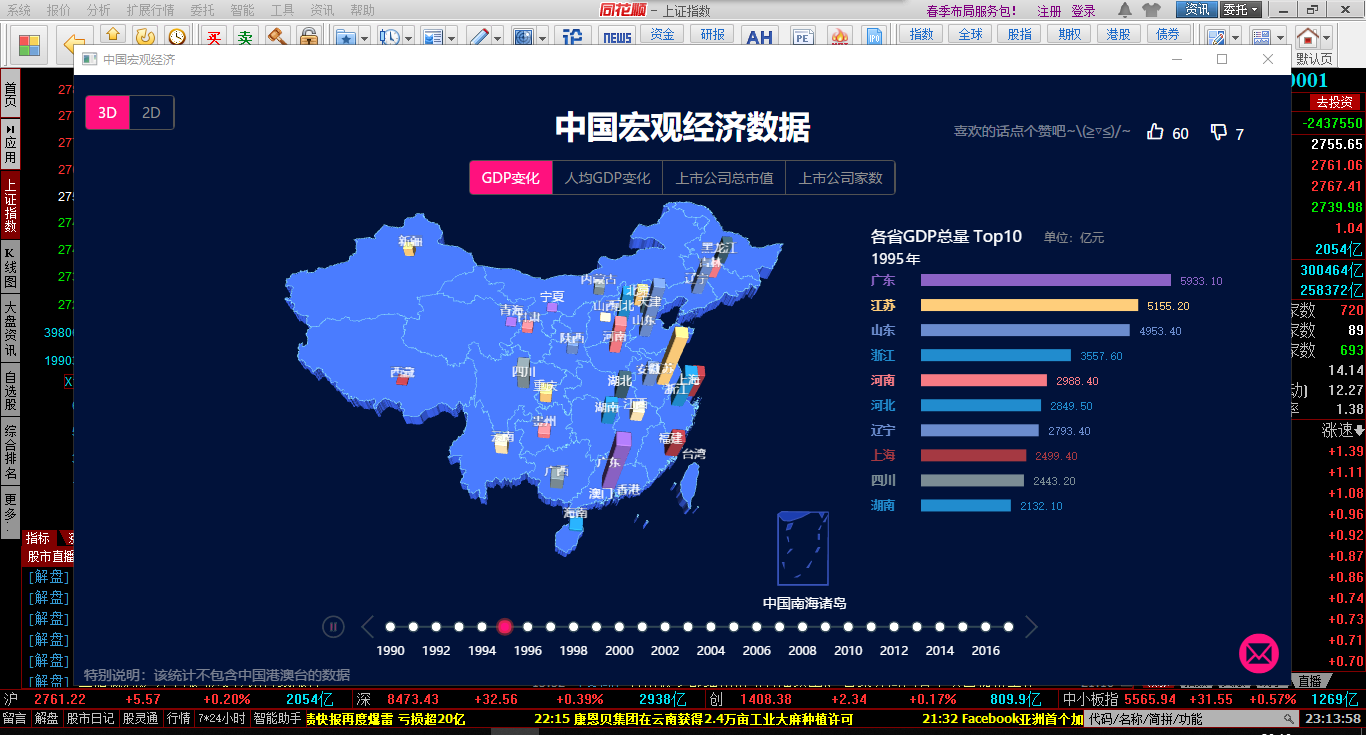 系统 报价 分析 扩展行情 委托 智能 工具 资讯 帮助
同花顺 - 上证指数
春季布局服务包! 注册 登录
资讯 委托
买 卖 NEWS 资金 研报 AH PE IPO 指数 全球 股指 期权 港股 债券
默认页
首页
应用
上证指数
K线图
大盘资讯
自选股
综合排名
更多
中国宏观经济
3D 2D
中国宏观经济数据
喜欢的话点个赞吧~\(≥▽≤)/~ 60 7
GDP变化 人均GDP变化 上市公司总市值 上市公司家数
新疆
黑龙江
吉林
辽宁
内蒙古
北京
天津
宁夏
河北
青海
甘肃
山东
陕西
河南
西藏
四川
重庆
湖北
安徽
上海
浙江
湖南
江西
贵州
云南
福建
台湾
广西
广东
澳门 香港
海南
中国南海诸岛
各省GDP总量 Top10 单位：亿元
1995年
广东 5933.10
江苏 5155.20
山东 4953.40
浙江 3557.60
河南 2988.40
河北 2849.50
辽宁 2793.40
上海 2499.40
四川 2443.20
湖南 2132.10
1990 1992 1994 1996 1998 2000 2002 2004 2006 2008 2010 2012 2014 2016
特别说明：该统计不包含中国港澳台的数据
去投资
-2437550
2755.65
2761.06
2767.41
2739.98
1.04
2054亿
300464亿
258372亿
家数 720
家数 89
家数 693
14.14
12.27
1.38
涨速
+1.39
+1.11
+1.08
+0.96
+0.92
+0.87
+0.86
+0.74
+0.73
+0.71
+0.70
指标
股市直播
[解盘]
[解盘]
[解盘]
[解盘]
[解盘]
[解盘]
直播
沪 2761.22 +5.57 +0.20% 2054亿 深 8473.43 +32.56 +0.39% 2938亿 创 1408.38 +2.34 +0.17% 809.9亿 中小板指 5565.94 +31.55 +0.57% 1269亿
留言 解盘 股市日记 股灵通 行情 7*24小时 智能助手 绩快报再度爆雷 亏损超20亿 22:15 康恩贝集团在云南获得2.4万亩工业大麻种植许可 21:32 Facebook亚洲首个加 代码/名称/简拼/功能 23:13:58